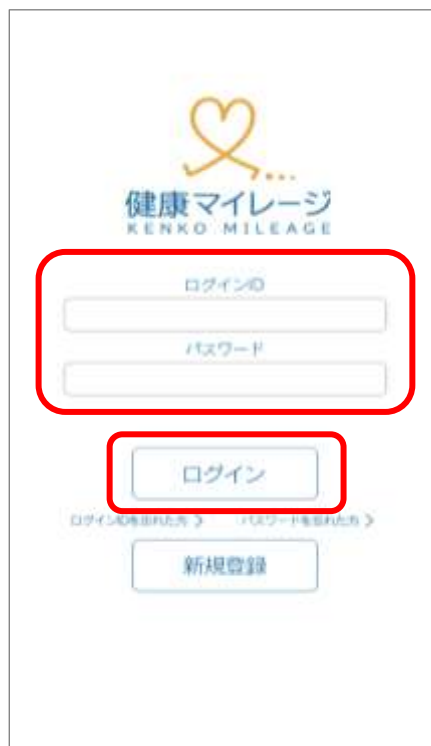 健康マイレージ
KENKO MILEAGE
ログインID
パスワード
ログイン
ログインIDを忘れた方 > パスワードを忘れた方 >
新規登録